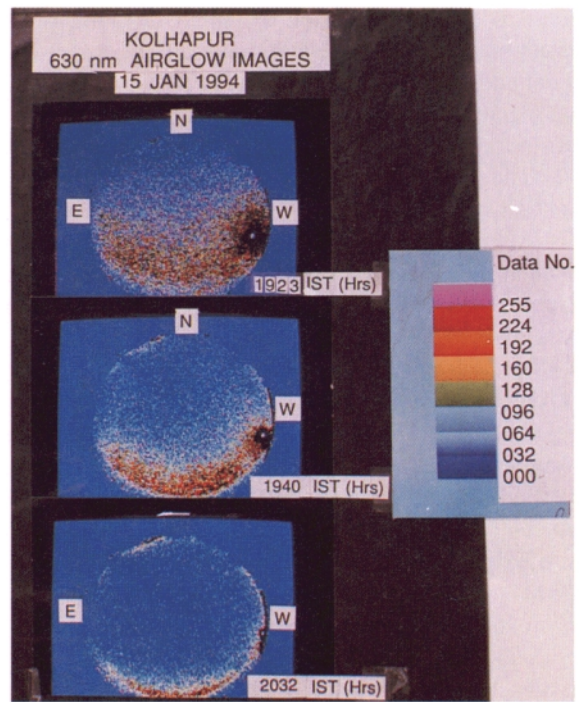 KOLHAPUR
630 nm AIRGLOW IMAGES
15 JAN 1994
N
E
W
1923 IST (Hrs)
N
W
1940 IST (Hrs)
E
W
2032 IST (Hrs)
Data No.
255
224
192
160
128
096
064
032
000